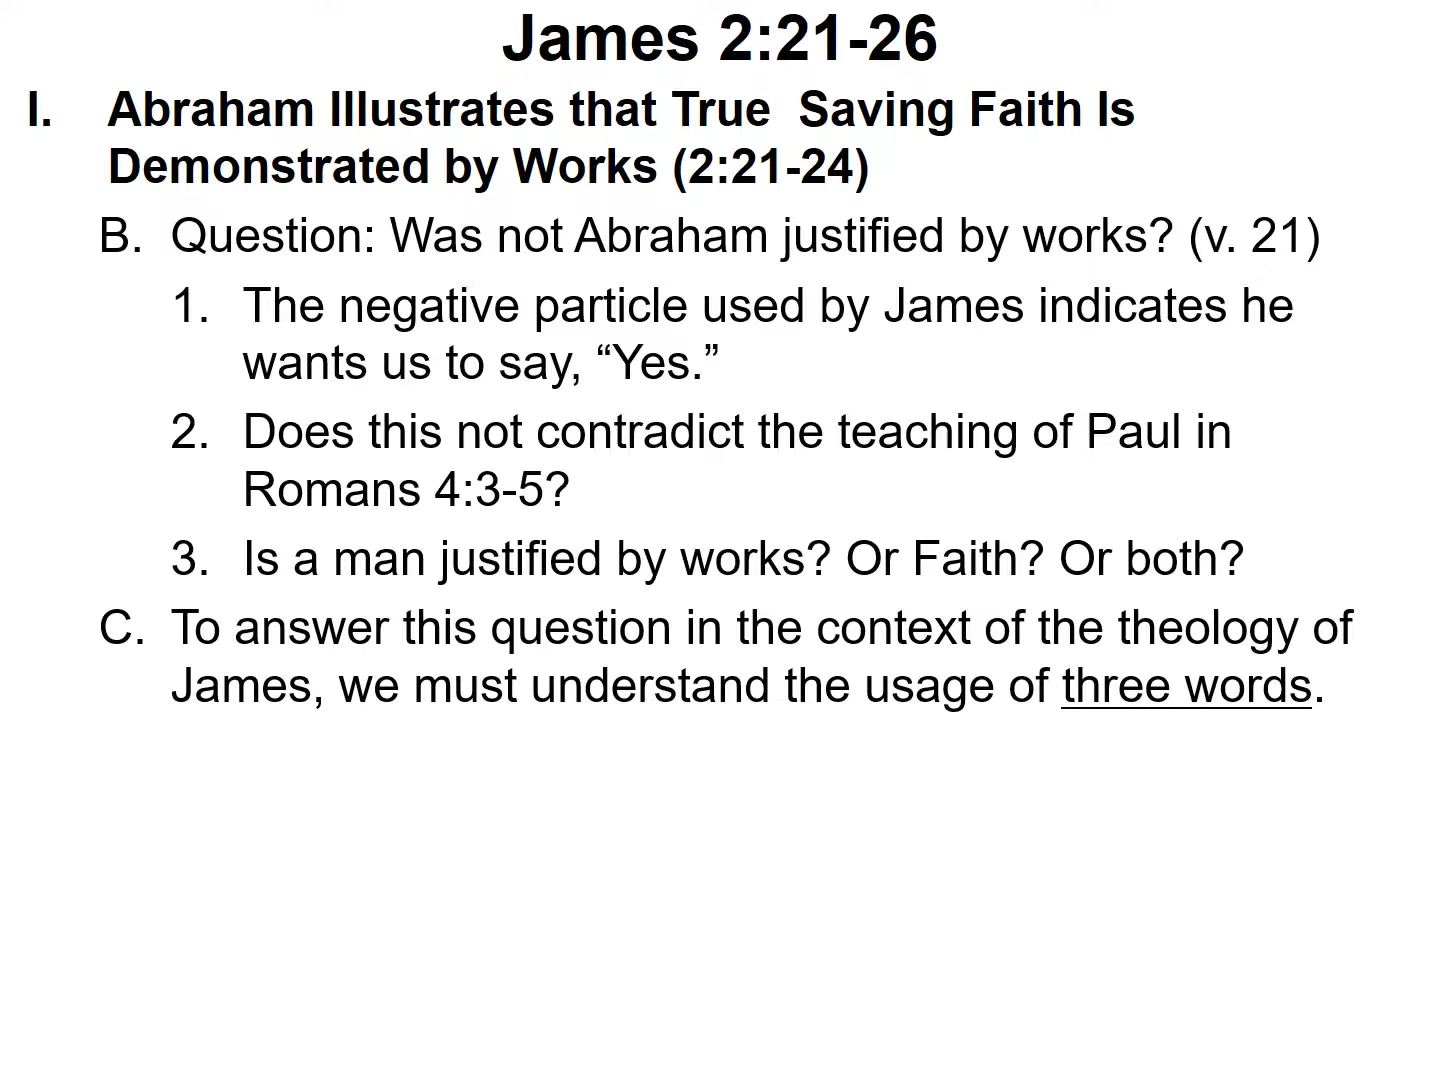 James 2:21-26
I. Abraham Illustrates that True  Saving Faith Is
Demonstrated by Works (2:21-24)
B. Question: Was not Abraham justified by works? (v. 21)
1. The negative particle used by James indicates he
wants us to say, “Yes.”
2. Does this not contradict the teaching of Paul in
Romans 4:3-5?
3. Is a man justified by works? Or Faith? Or both?
C. To answer this question in the context of the theology of
James, we must understand the usage of three words.